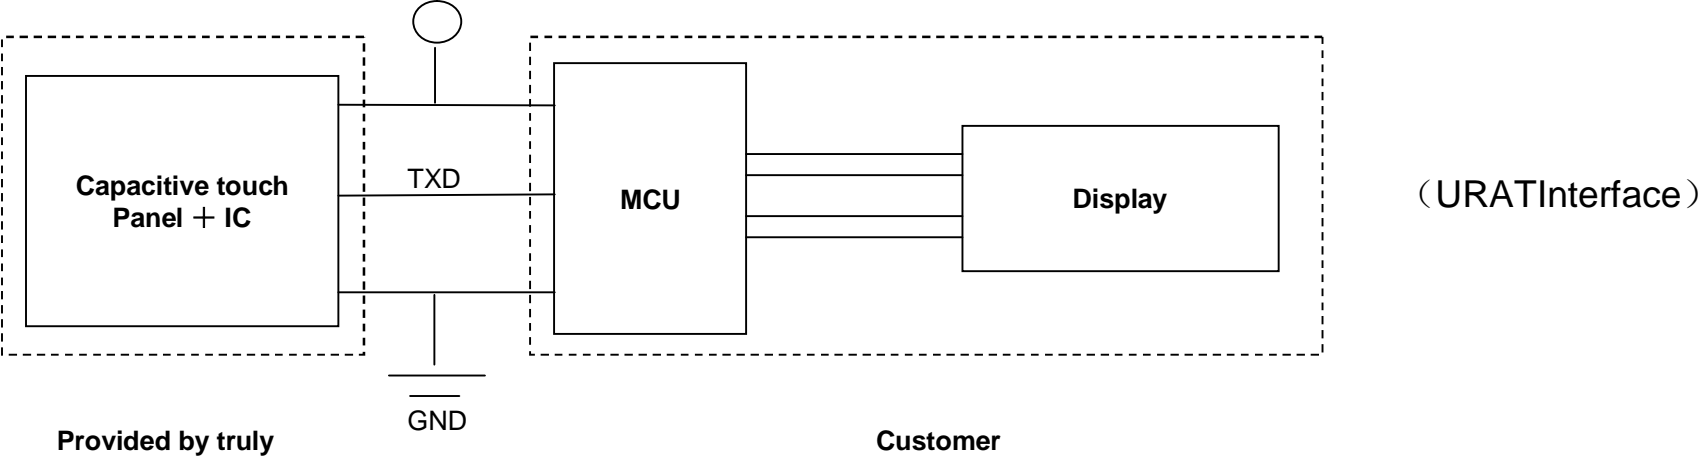 TXD
Capacitive touch
Panel＋IC
MCU
Display
（URATInterface）
GND
Provided by truly
Customer